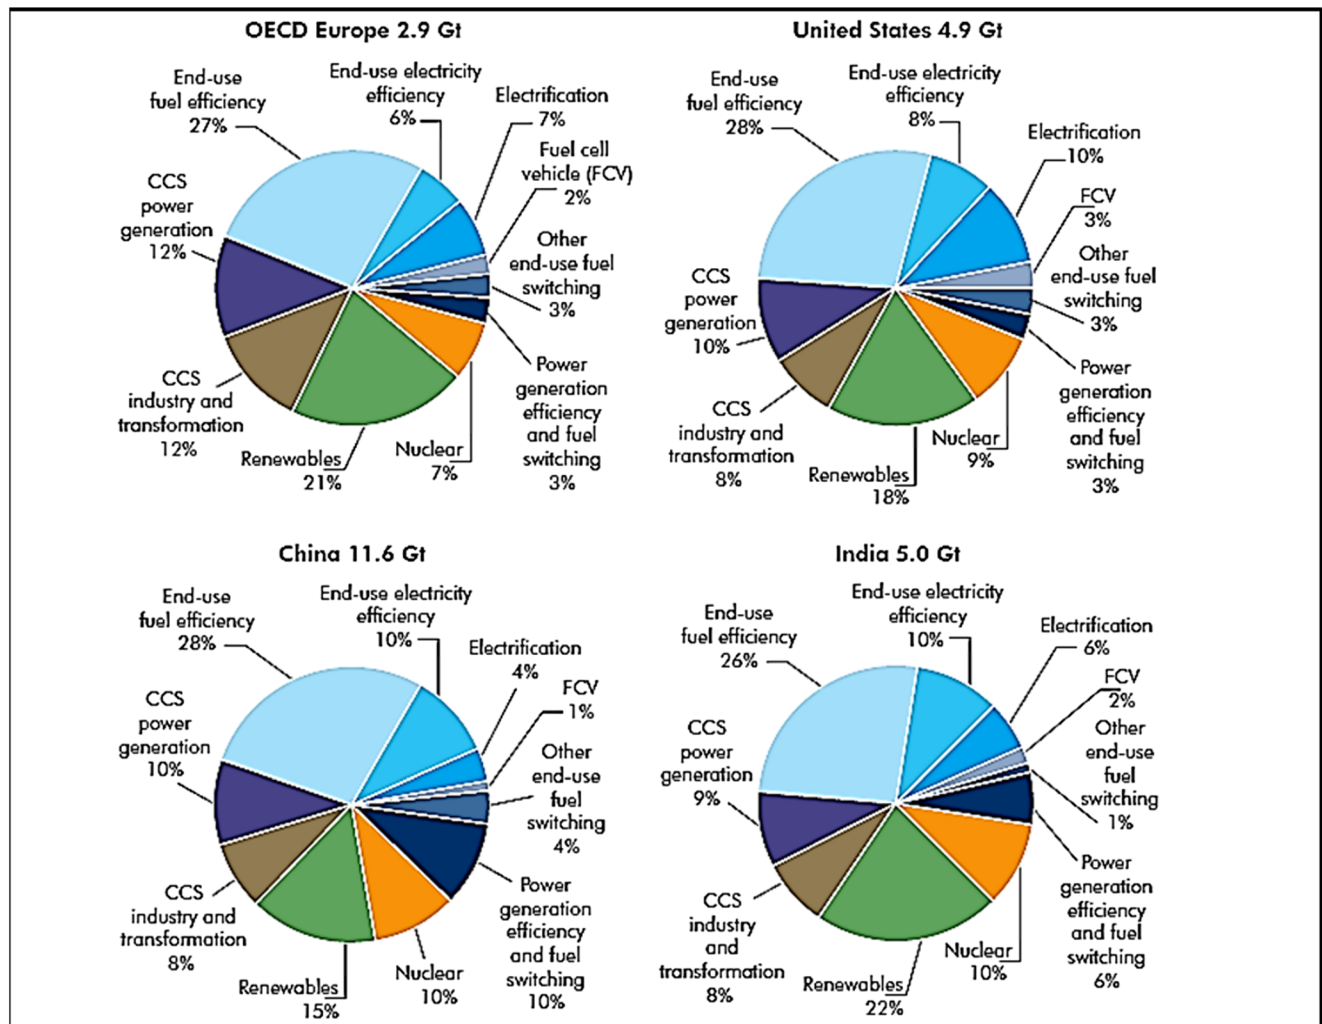 OECD Europe 2.9 Gt
End-use
fuel efficiency
27%
End-use electricity
efficiency
6%
Electrification
7%
Fuel cell
vehicle (FCV)
2%
Other
end-use fuel
switching
3%
Power
generation
efficiency
and fuel
switching
3%
Nuclear
7%
Renewables
21%
CCS
industry and
transformation
12%
CCS
power
generation
12%
United States 4.9 Gt
End-use
fuel efficiency
28%
End-use electricity
efficiency
8%
Electrification
10%
FCV
3%
Other
end-use fuel
switching
3%
Power
generation
efficiency
and fuel
switching
3%
Nuclear
9%
Renewables
18%
CCS
industry and
transformation
8%
CCS
power
generation
10%
China 11.6 Gt
End-use
fuel efficiency
28%
End-use electricity
efficiency
10%
Electrification
4%
FCV
1%
Other
end-use
fuel
switching
4%
Power
generation
efficiency
and fuel
switching
10%
Nuclear
10%
Renewables
15%
CCS
industry and
transformation
8%
CCS
power
generation
10%
India 5.0 Gt
End-use
fuel efficiency
26%
End-use electricity
efficiency
10%
Electrification
6%
FCV
2%
Other
end-use
fuel
switching
1%
Power
generation
efficiency
and fuel
switching
6%
Nuclear
10%
Renewables
22%
CCS
industry
and
transformation
8%
CCS
power
generation
9%